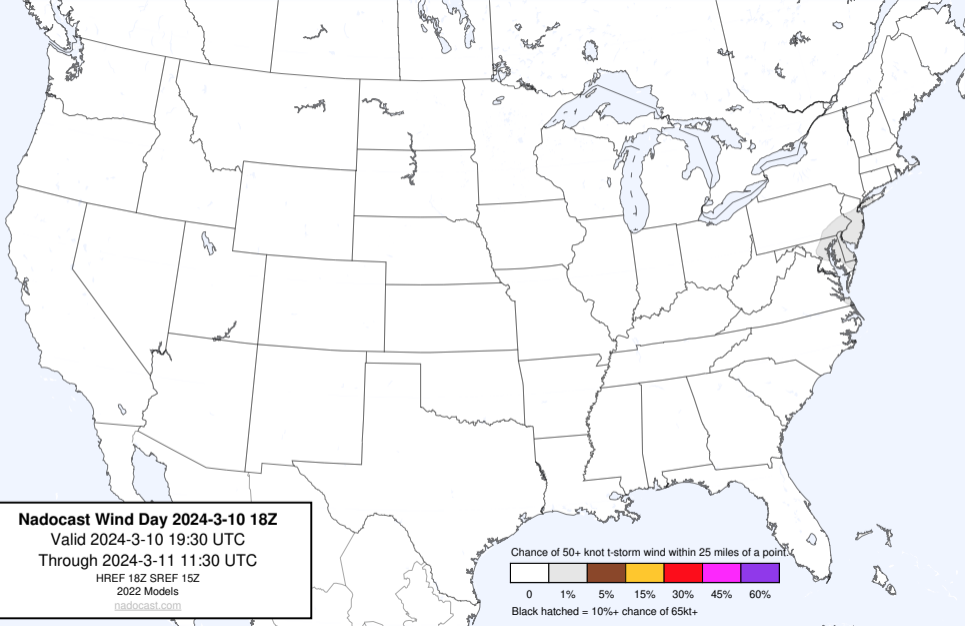 Nadocast Wind Day 2024-3-10 18Z
Valid 2024-3-10 19:30 UTC
Through 2024-3-11 11:30 UTC
HREF 18Z SREF 15Z
2022 Models
nadocast.com
Chance of 50+ knot t-storm wind within 25 miles of a point.
0 1% 5% 15% 30% 45% 60%
Black hatched = 10%+ chance of 65kt+